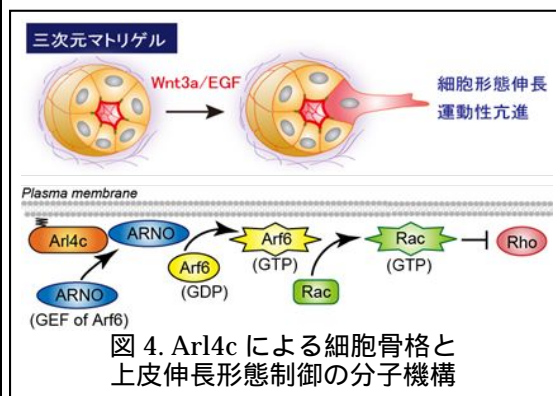 三次元マトリゲル
Wnt3a/EGF
細胞形態伸長
運動性亢進
Plasma membrane
Arl4c
ARNO
Arf6
(GTP)
Rac
(GTP)
Rho
Arf6
(GDP)
Rac
ARNO
(GEF of Arf6)
図 4. Arl4c による細胞骨格と
上皮伸長形態制御の分子機構